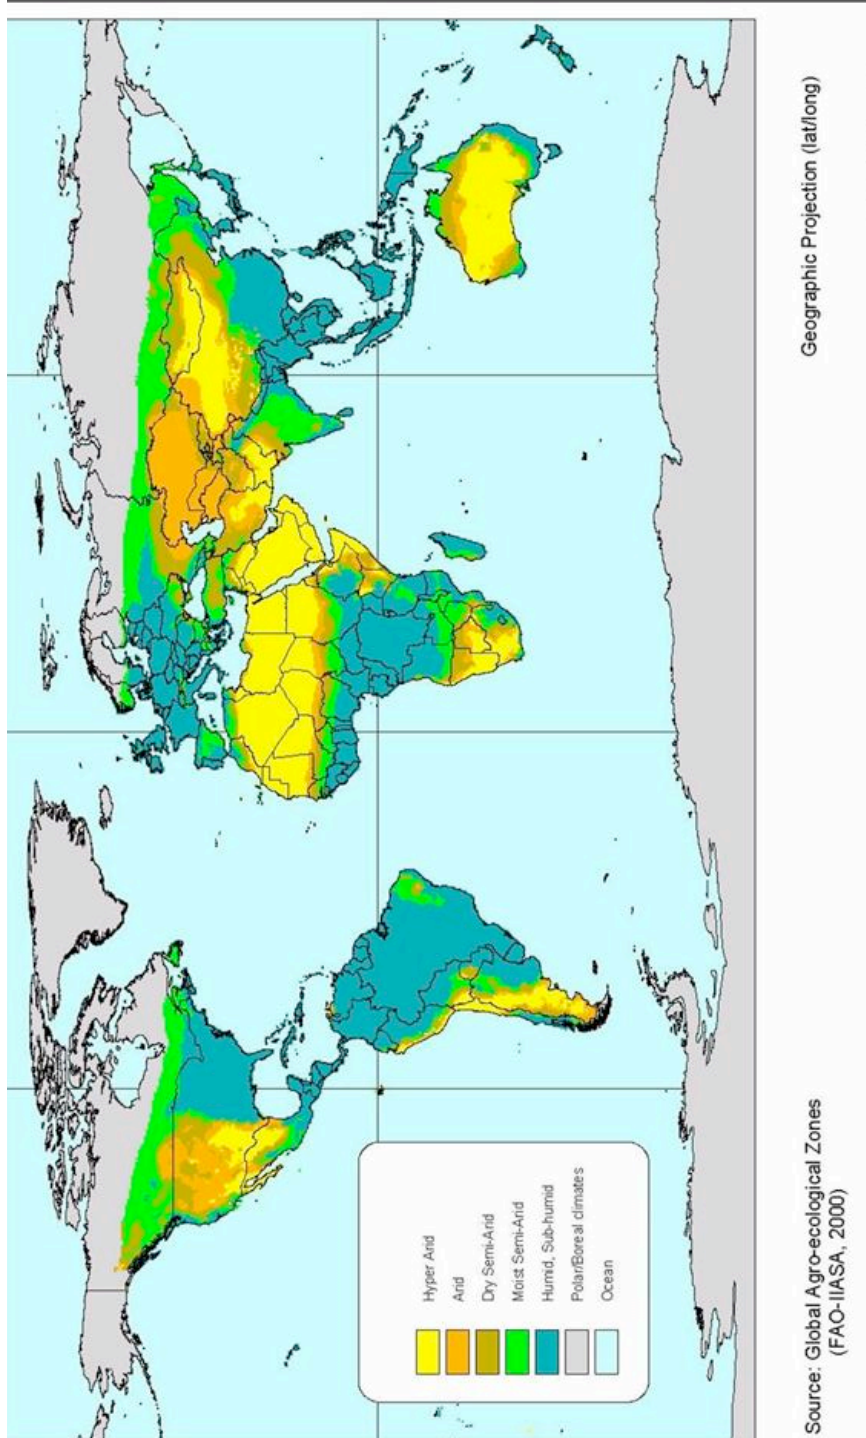 Hyper Arid
Arid
Dry Semi-Arid
Moist Semi-Arid
Humid, Sub-humid
Polar/Boreal climates
Ocean
Source: Global Agro-ecological Zones
(FAO-IIASA, 2000)
Geographic Projection (lat/long)